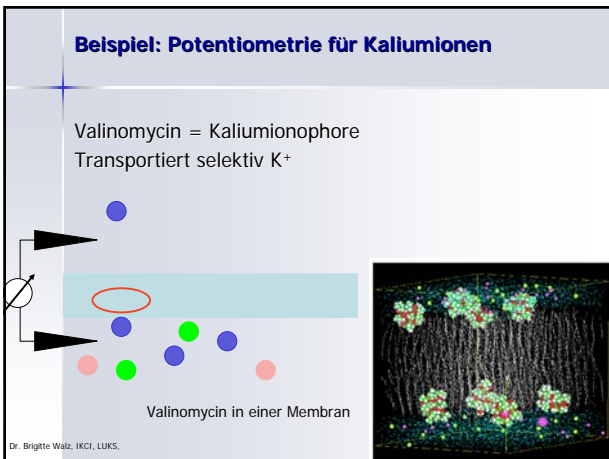 Beispiel: Potentiometrie für Kaliumionen
Valinomycin = Kaliumionophore
Transportiert selektiv K⁺
Valinomycin in einer Membran
Dr. Brigitte Walz, IKCI, LUKS,